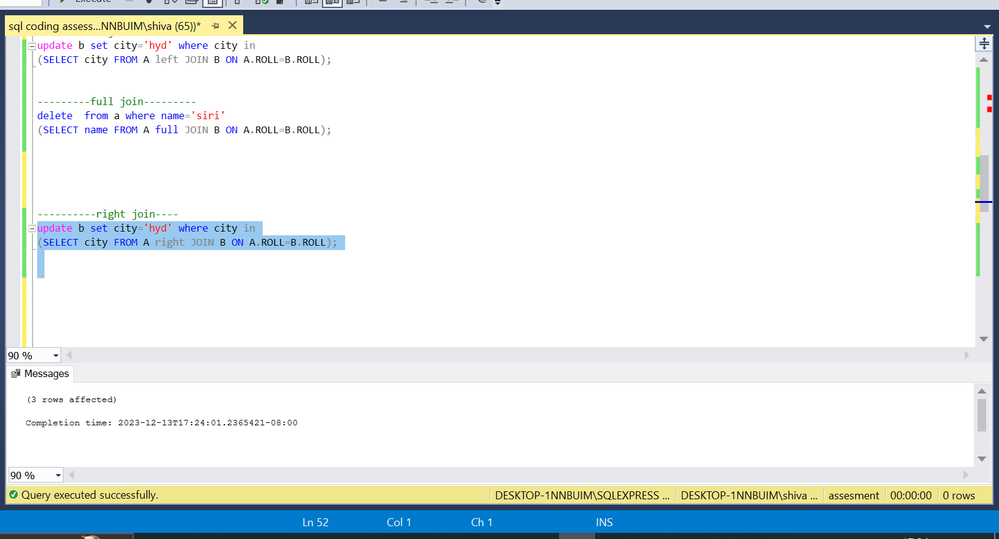 Execute
sql coding assess...NNBUIM\shiva (65))*
update b set city='hyd' where city in
(SELECT city FROM A left JOIN B ON A.ROLL=B.ROLL);
---------full join---------
delete  from a where name='siri'
(SELECT name FROM A full JOIN B ON A.ROLL=B.ROLL);
----------right join----
update b set city='hyd' where city in
(SELECT city FROM A right JOIN B ON A.ROLL=B.ROLL);
90 %
Messages
(3 rows affected)
Completion time: 2023-12-13T17:24:01.2365421-08:00
90 %
Query executed successfully.
DESKTOP-1NNBUIM\SQLEXPRESS ...
DESKTOP-1NNBUIM\shiva ...
assesment
00:00:00
0 rows
Ln 52
Col 1
Ch 1
INS